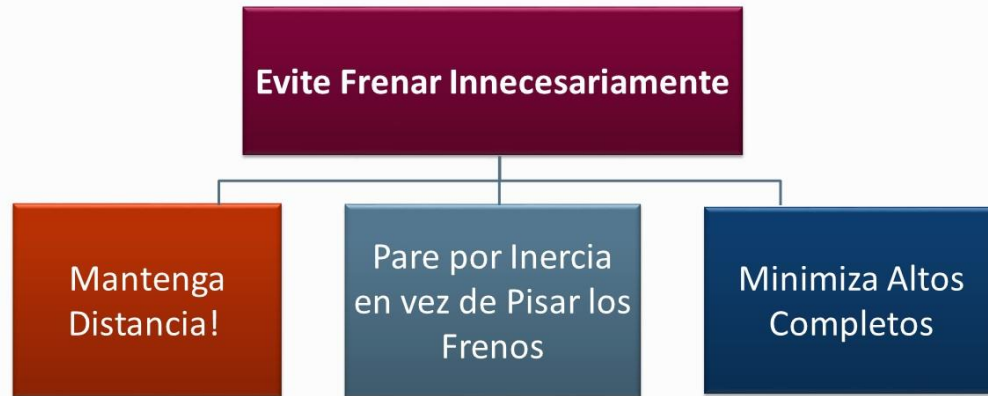 Evite Frenar Innecesariamente
Mantenga
Distancia!
Pare por Inercia
en vez de Pisar los
Frenos
Minimiza Altos
Completos